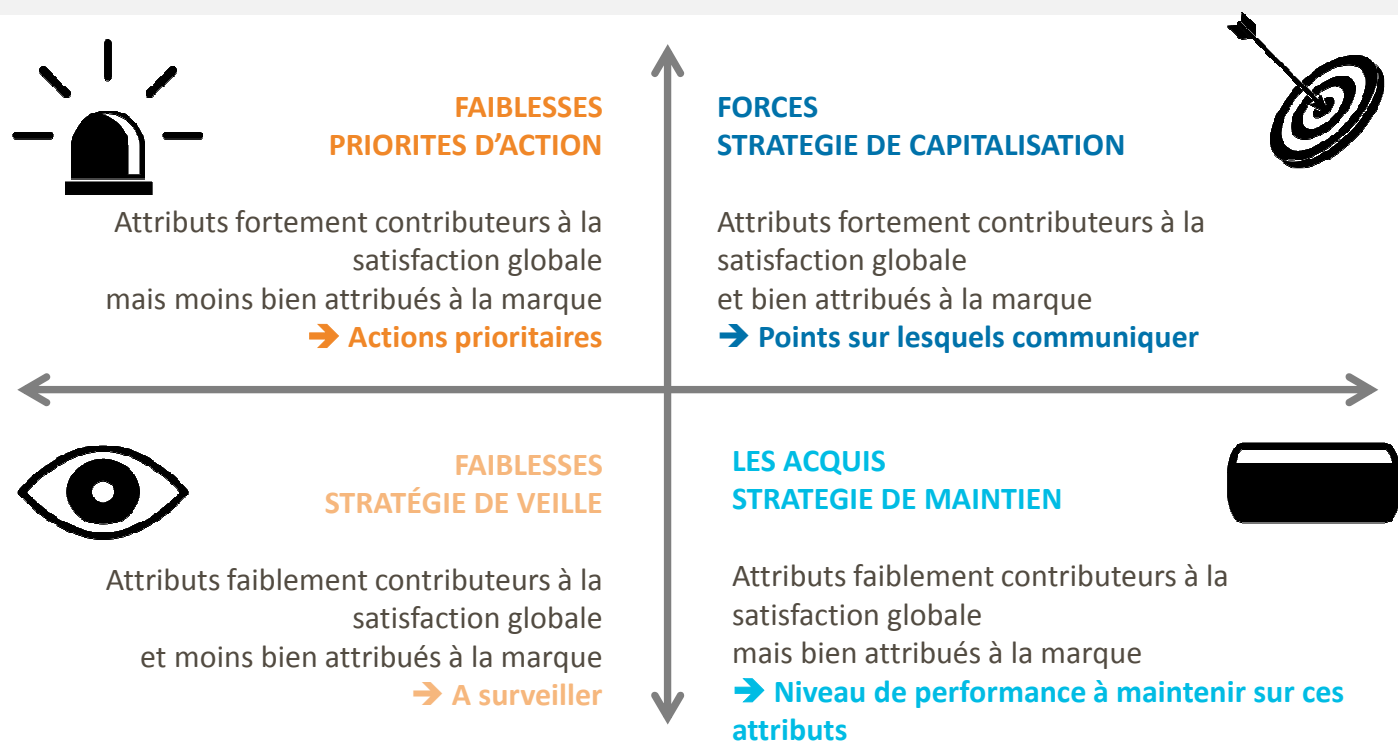 FAIBLESSES
PRIORITES D’ACTION
Attributs fortement contributeurs à la
satisfaction globale
mais moins bien attribués à la marque
➔ Actions prioritaires
FORCES
STRATEGIE DE CAPITALISATION
Attributs fortement contributeurs à la
satisfaction globale
et bien attribués à la marque
➔ Points sur lesquels communiquer
FAIBLESSES
STRATÉGIE DE VEILLE
Attributs faiblement contributeurs à la
satisfaction globale
et moins bien attribués à la marque
➔ A surveiller
LES ACQUIS
STRATEGIE DE MAINTIEN
Attributs faiblement contributeurs à la
satisfaction globale
mais bien attribués à la marque
➔ Niveau de performance à maintenir sur ces
attributs